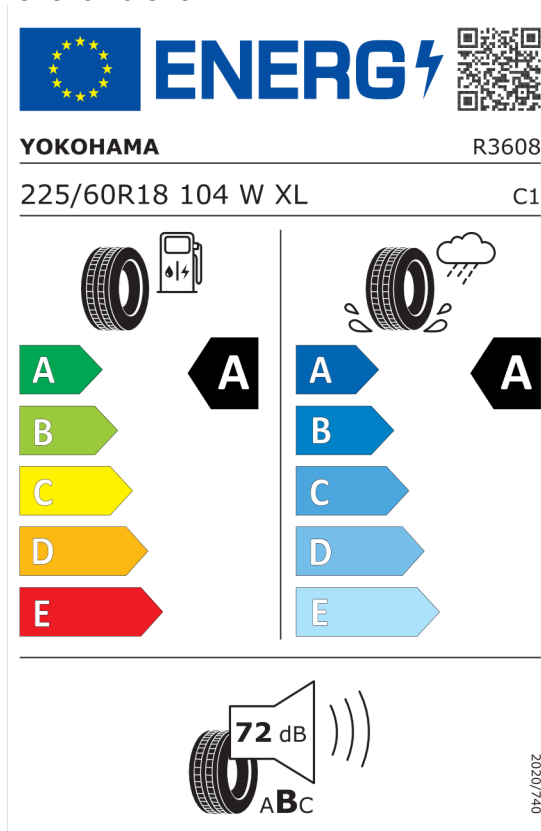 ENERG
YOKOHAMA R3608
225/60R18 104 W XL C1
A A A A
B B
C C
D D
E E
72 dB
ABC
2020/740